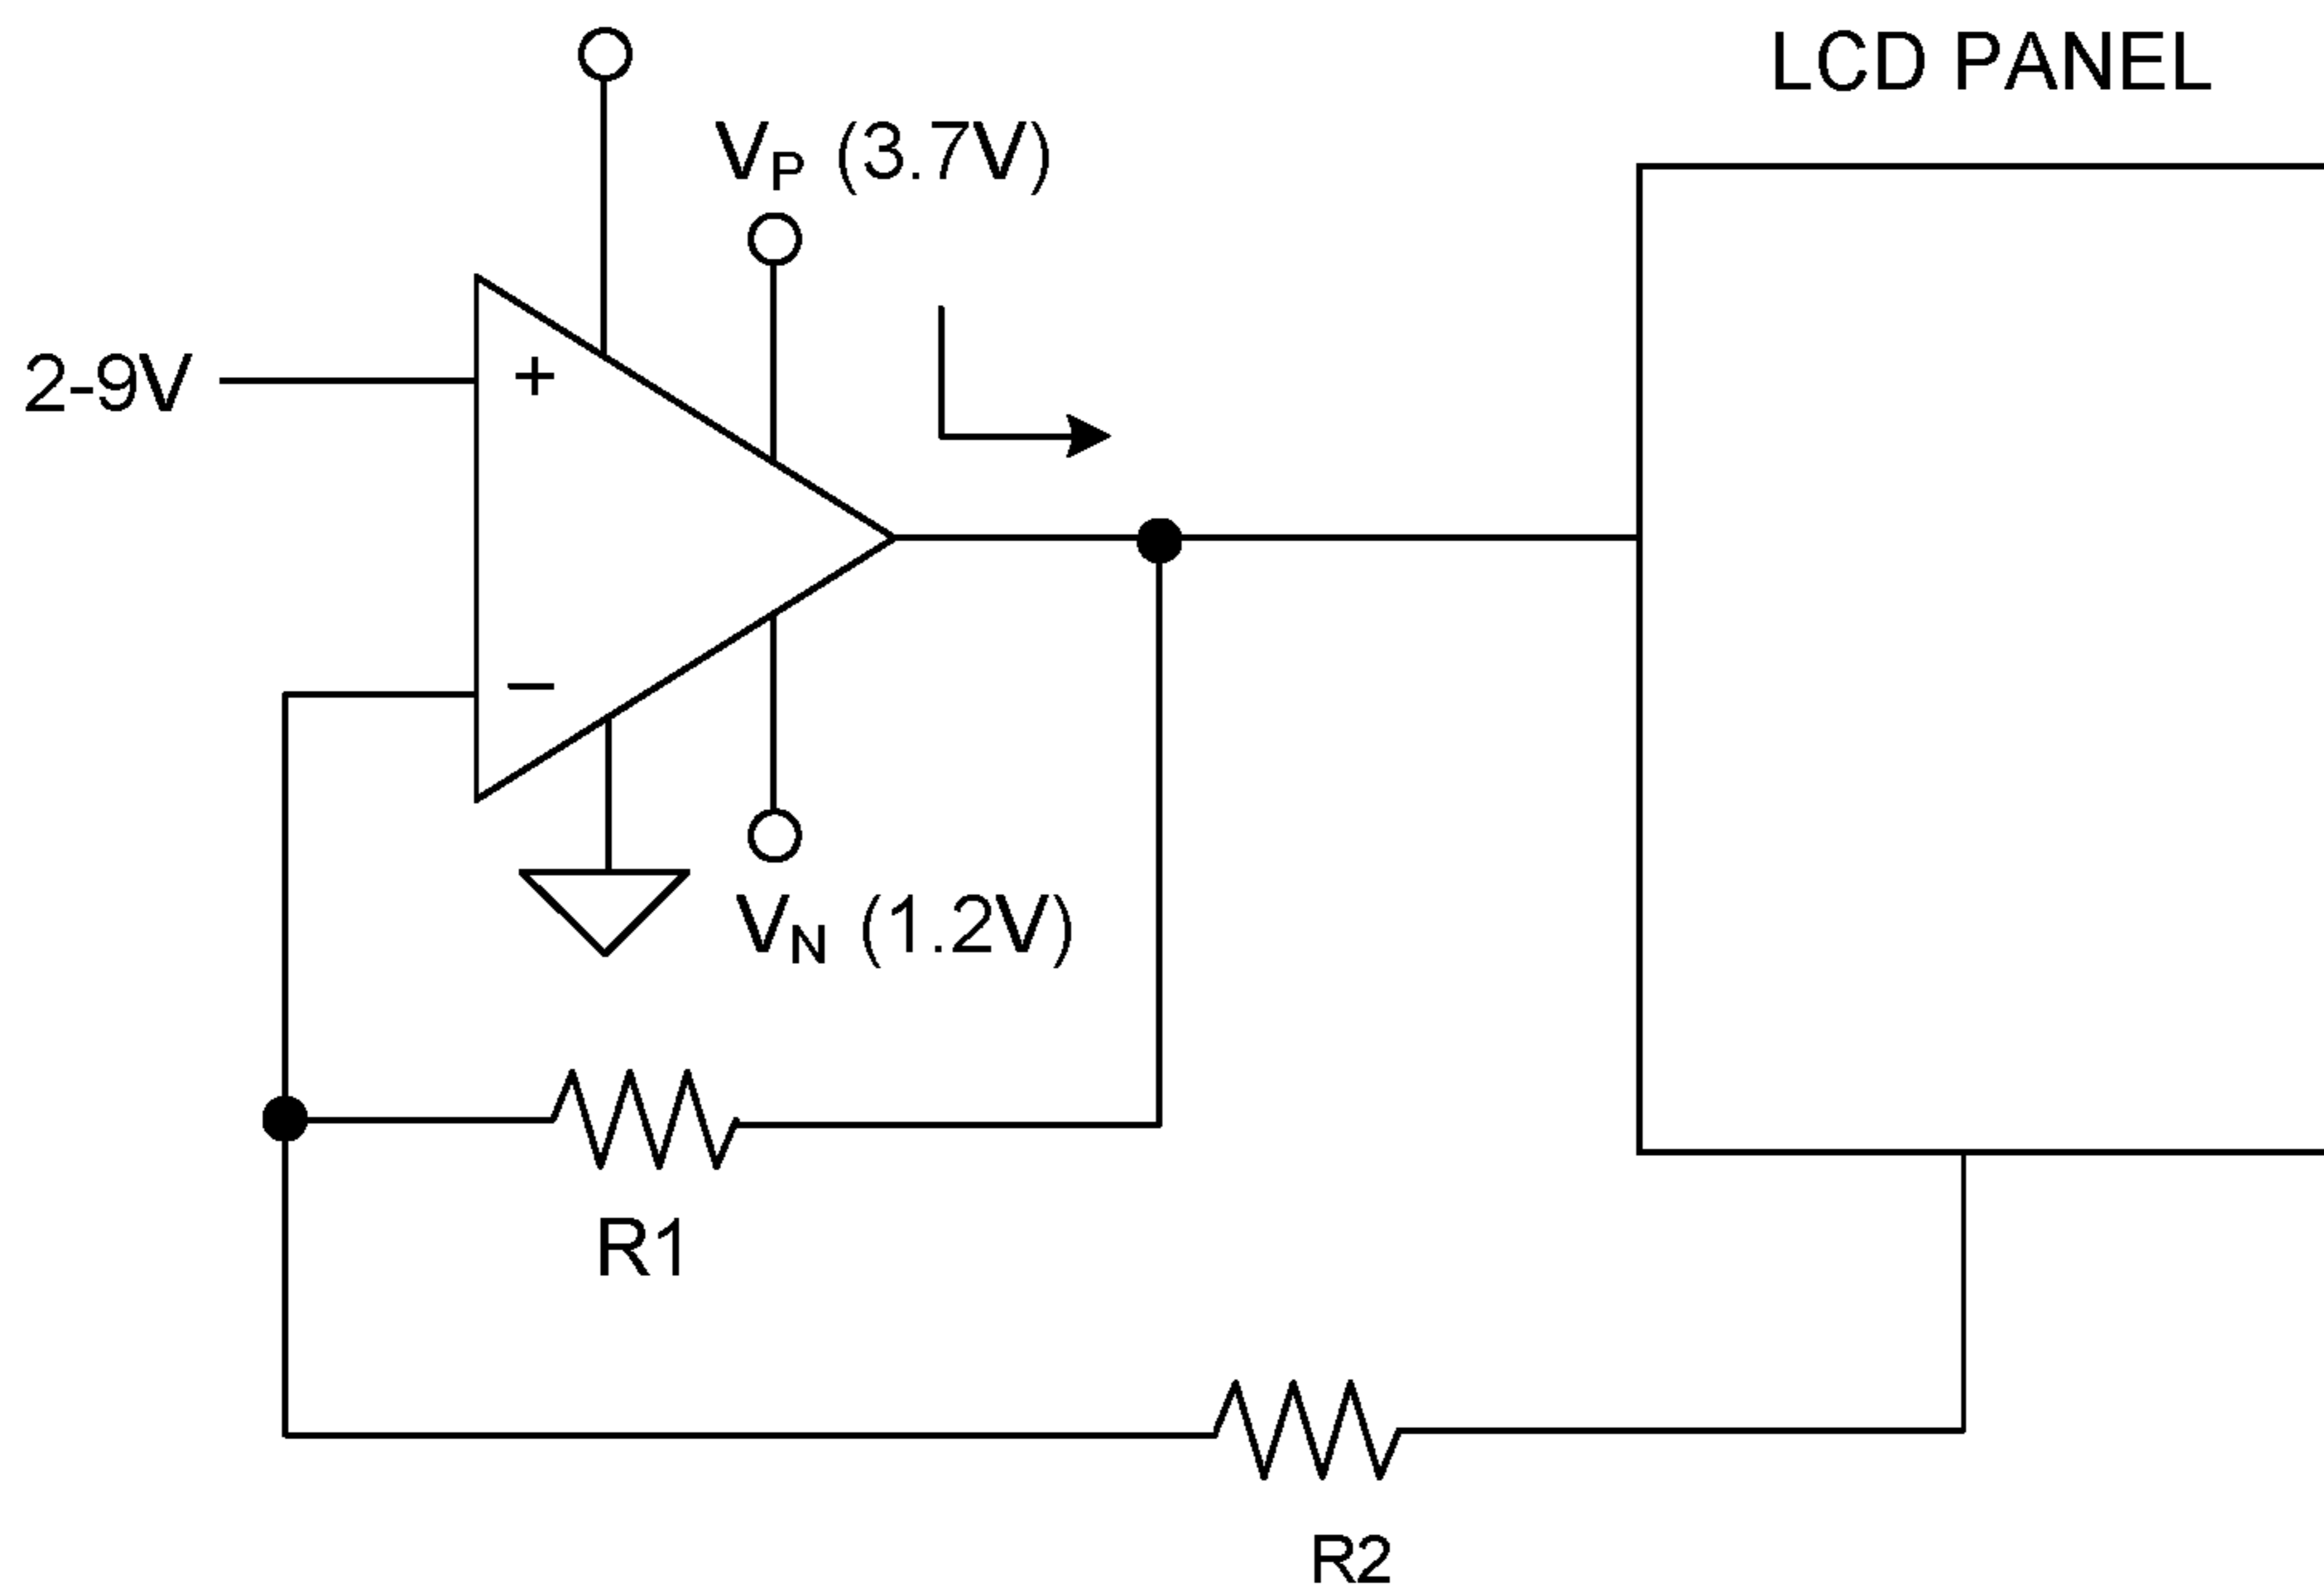 LCD PANEL
VP (3.7V)
2-9V
+
–
VN (1.2V)
R1
R2